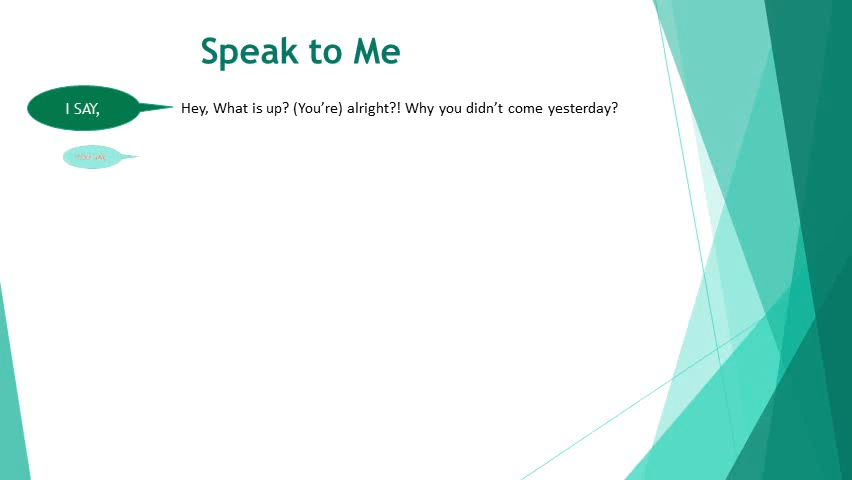 Speak to Me
I SAY,
Hey, What is up? (You’re) alright?! Why you didn’t come yesterday?